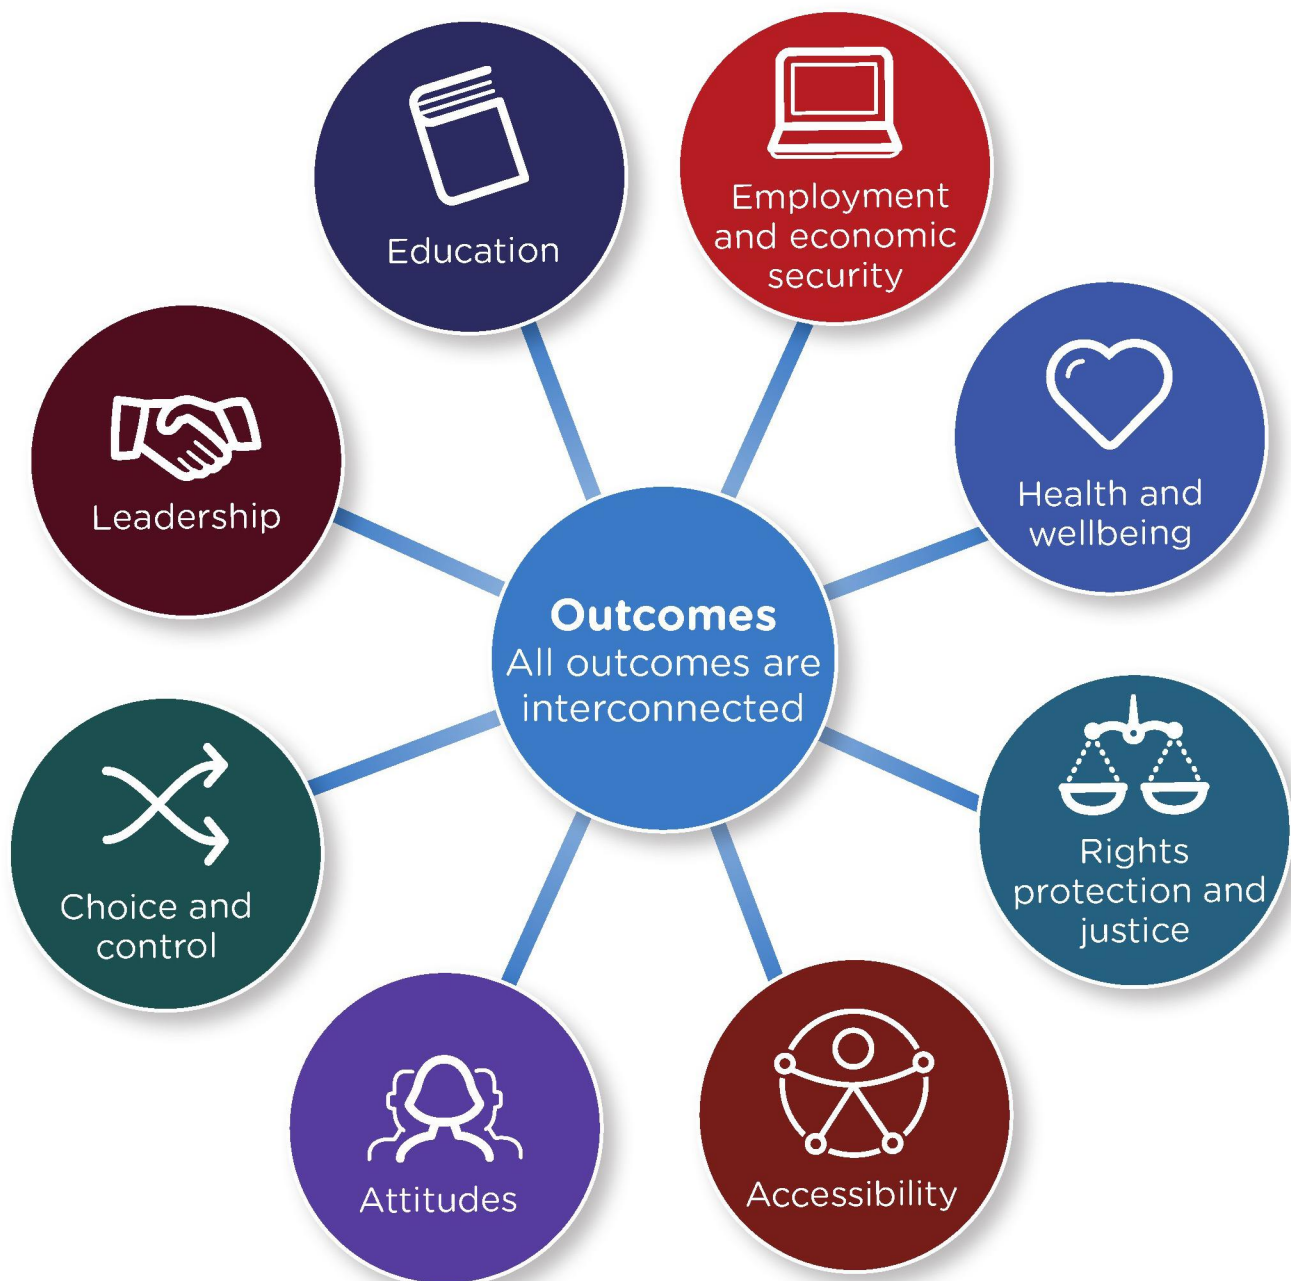 Education
Employment
and economic
security
Health and
wellbeing
Rights
protection and
justice
Accessibility
Attitudes
Choice and
control
Leadership
Outcomes
All outcomes are
interconnected